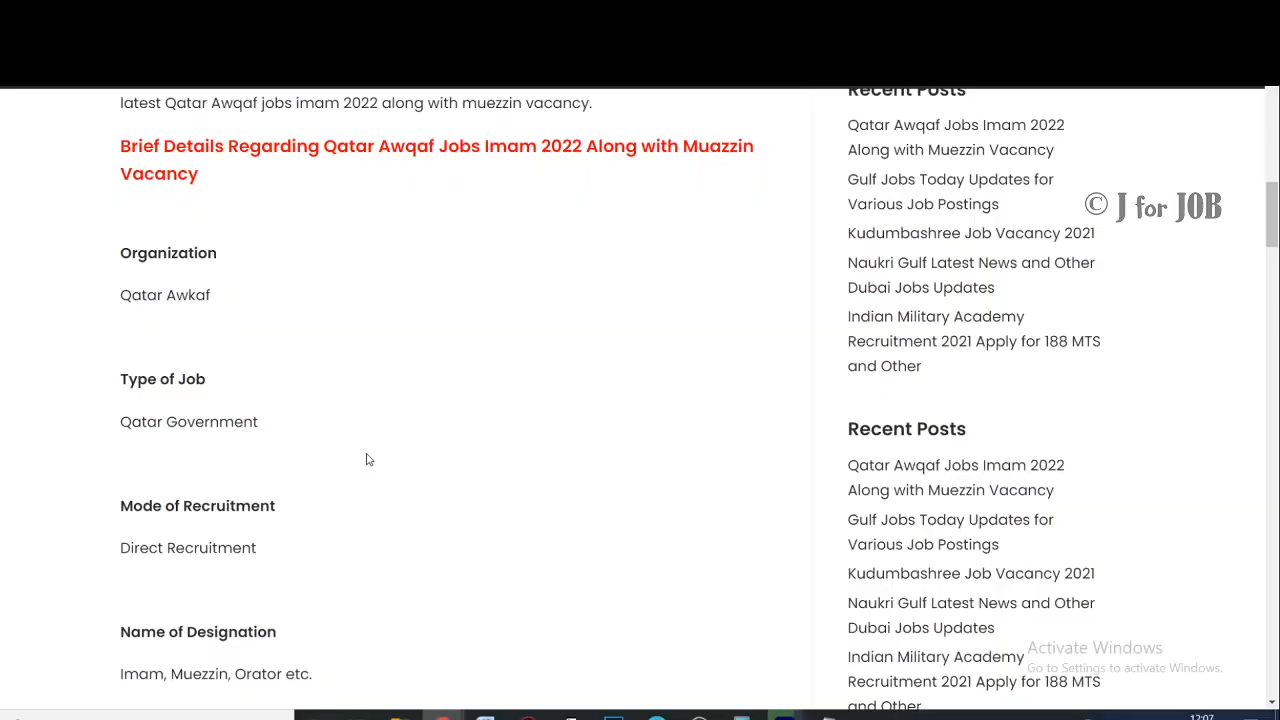 latest Qatar Awqaf jobs imam 2022 along with muezzin vacancy.
Brief Details Regarding Qatar Awqaf Jobs Imam 2022 Along with Muazzin
Vacancy
Organization
Qatar Awkaf
Type of Job
Qatar Government
Mode of Recruitment
Direct Recruitment
Name of Designation
Imam, Muezzin, Orator etc.
Recent Posts
Qatar Awqaf Jobs Imam 2022
Along with Muezzin Vacancy
Gulf Jobs Today Updates for
Various Job Postings
Kudumbashree Job Vacancy 2021
Naukri Gulf Latest News and Other
Dubai Jobs Updates
Indian Military Academy
Recruitment 2021 Apply for 188 MTS
and Other
Recent Posts
Qatar Awqaf Jobs Imam 2022
Along with Muezzin Vacancy
Gulf Jobs Today Updates for
Various Job Postings
Kudumbashree Job Vacancy 2021
Naukri Gulf Latest News and Other
Dubai Jobs Updates
Indian Military Academy
Recruitment 2021 Apply for 188 MTS
and Other
© J for JOB
Activate Windows
Go to Settings to activate Windows.
12:07